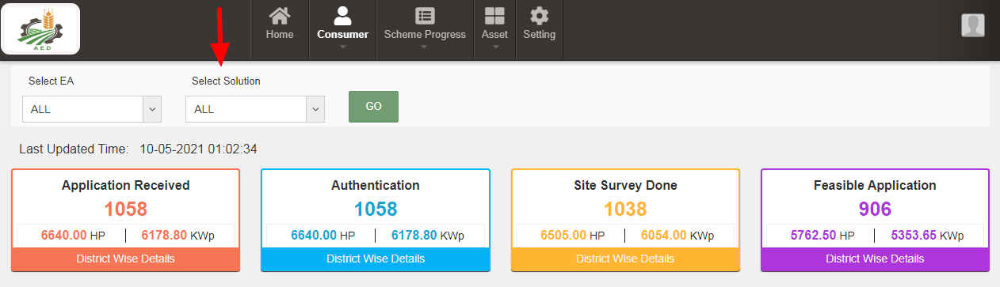 AED
Home Consumer Scheme Progress Asset Setting
Select EA Select Solution
ALL ALL GO
Last Updated Time: 10-05-2021 01:02:34
Application Received Authentication Site Survey Done Feasible Application
1058 1058 1038 906
6640.00 HP 6178.80 KWp 6640.00 HP 6178.80 KWp 6505.00 HP 6054.00 KWp 5762.50 HP 5353.65 KWp
District Wise Details District Wise Details District Wise Details District Wise Details